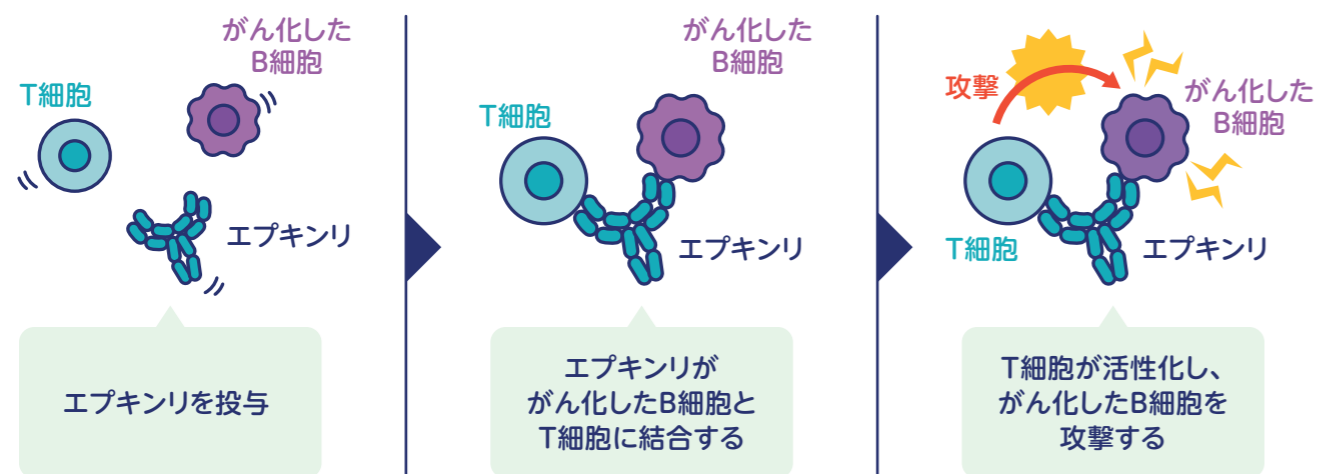 がん化した
B細胞
T細胞
エプキンリ
エプキンリを投与
がん化した
B細胞
T細胞
エプキンリ
エプキンリが
がん化したB細胞と
T細胞に結合する
攻撃
がん化した
B細胞
T細胞
エプキンリ
T細胞が活性化し、
がん化したB細胞を
攻撃する